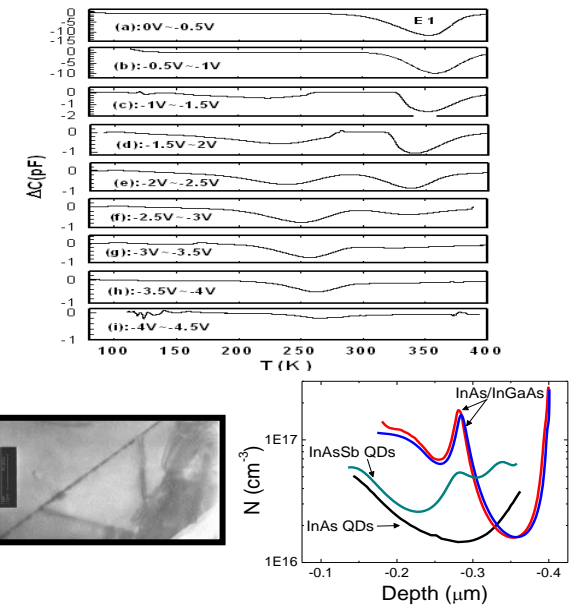 0
-5
-10
-15
(a):0V~-0.5V
E 1
0
-5
-10
(b):-0.5V~-1V
0
-1
-2
(c):-1V~-1.5V
0
-1
(d):-1.5V~2V
0
-1
(e):-2V~-2.5V
0
-1
(f):-2.5V~-3V
0
-1
(g):-3V~-3.5V
0
-1
(h):-3.5V~-4V
0
-1
(i):-4V~-4.5V
ΔC(pF)
100 150 200 250 300 350 400
T(K)
InAs/InGaAs
1E17
InAsSb QDs
N (cm-3)
InAs QDs
1E16
-0.1 -0.2 -0.3 -0.4
Depth (μm)